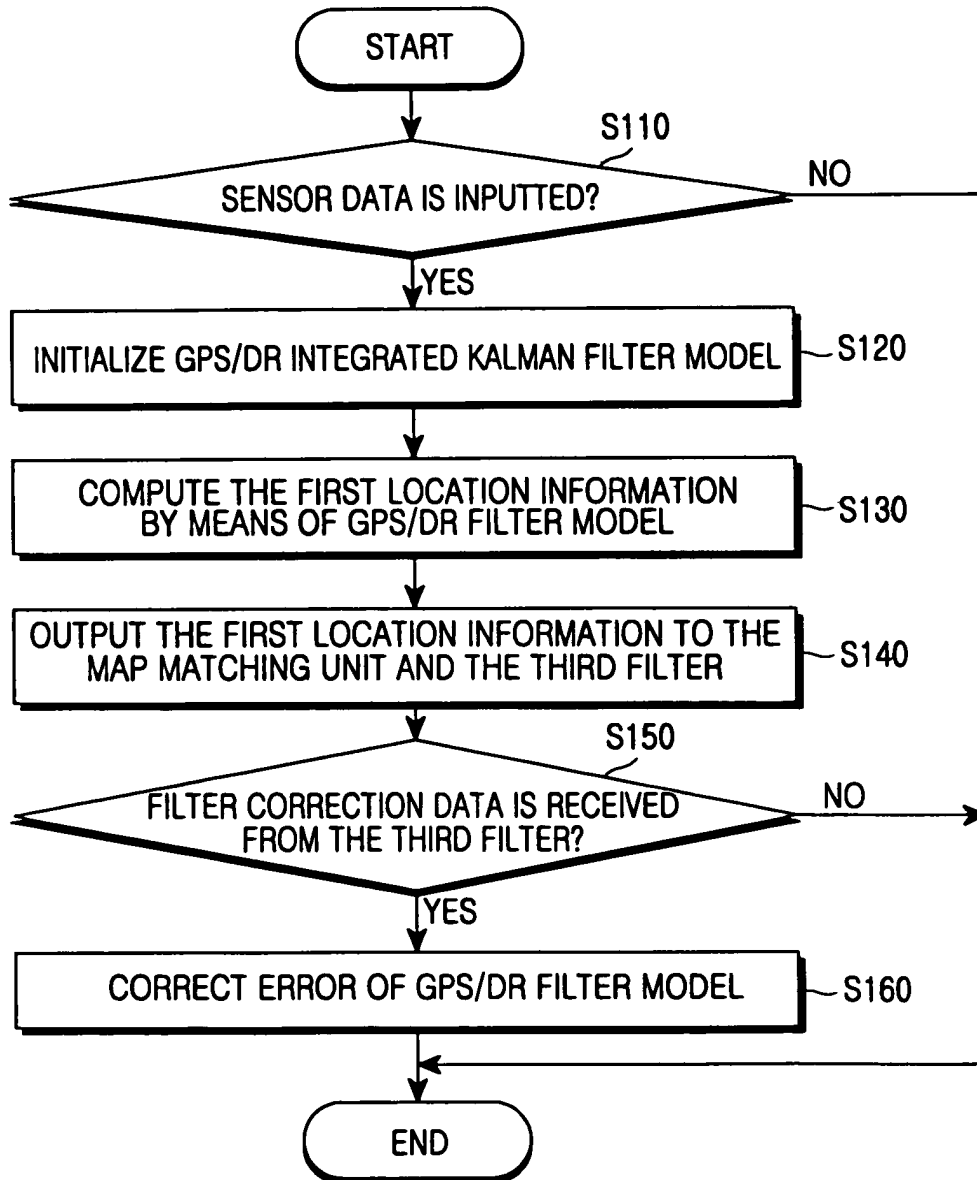 START
S110
SENSOR DATA IS INPUTTED?
NO
YES
INITIALIZE GPS/DR INTEGRATED KALMAN FILTER MODEL
S120
COMPUTE THE FIRST LOCATION INFORMATION
BY MEANS OF GPS/DR FILTER MODEL
S130
OUTPUT THE FIRST LOCATION INFORMATION TO THE
MAP MATCHING UNIT AND THE THIRD FILTER
S140
S150
FILTER CORRECTION DATA IS RECEIVED
FROM THE THIRD FILTER?
NO
YES
CORRECT ERROR OF GPS/DR FILTER MODEL
S160
END